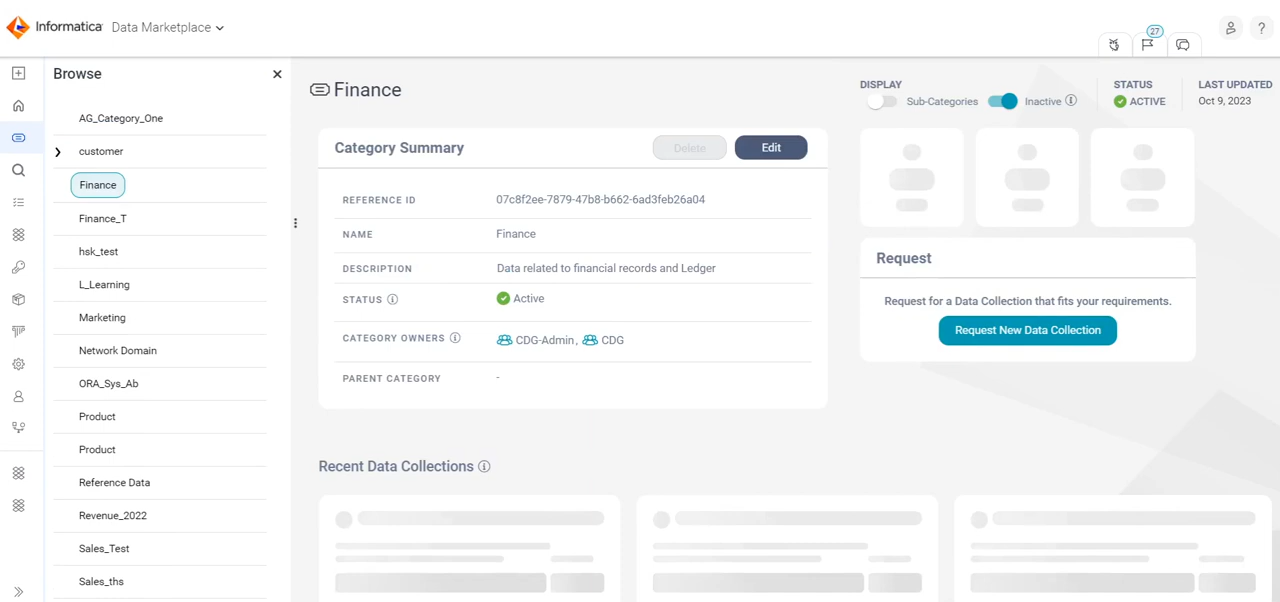 Informatica Data Marketplace
27
?
Browse
AG_Category_One
customer
Finance
Finance_T
hsk_test
L_Learning
Marketing
Network Domain
ORA_Sys_Ab
Product
Product
Reference Data
Revenue_2022
Sales_Test
Sales_ths
Finance
DISPLAY
Sub-Categories
Inactive
STATUS
ACTIVE
LAST UPDATED
Oct 9, 2023
Category Summary
Delete
Edit
REFERENCE ID 07c8f2ee-7879-47b8-b662-6ad3feb26a04
NAME Finance
DESCRIPTION Data related to financial records and Ledger
STATUS Active
CATEGORY OWNERS CDG-Admin, CDG
PARENT CATEGORY -
Request
Request for a Data Collection that fits your requirements.
Request New Data Collection
Recent Data Collections